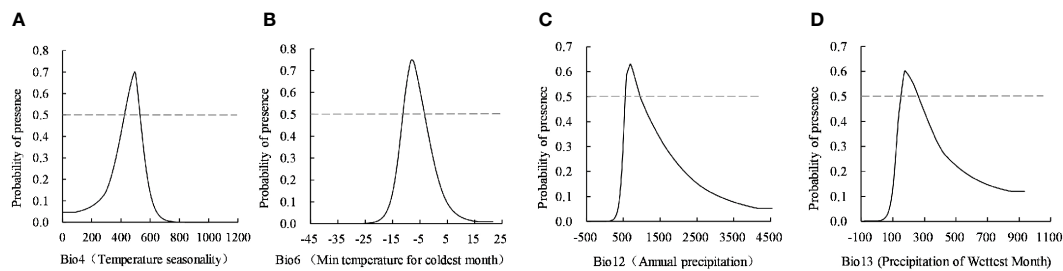 A
Probability of presence
0.8
0.7
0.6
0.5
0.4
0.3
0.2
0.1
0.0
0 200 400 600 800 1000 1200
Bio4（Temperature seasonality)
B
Probability of presence
0.8
0.7
0.6
0.5
0.4
0.3
0.2
0.1
0.0
-45 -35 -25 -15 -5 5 15 25
Bio6 （Min temperature for coldest month)
C
Probability of presence
0.7
0.6
0.5
0.4
0.3
0.2
0.1
0.0
-500 500 1500 2500 3500 4500
Bio12（Annual precipitation)
D
Probability of presence
0.7
0.6
0.5
0.4
0.3
0.2
0.1
0.0
-100 100 300 500 700 900 1100
Bio13 (Precipitation of Wettest Month)